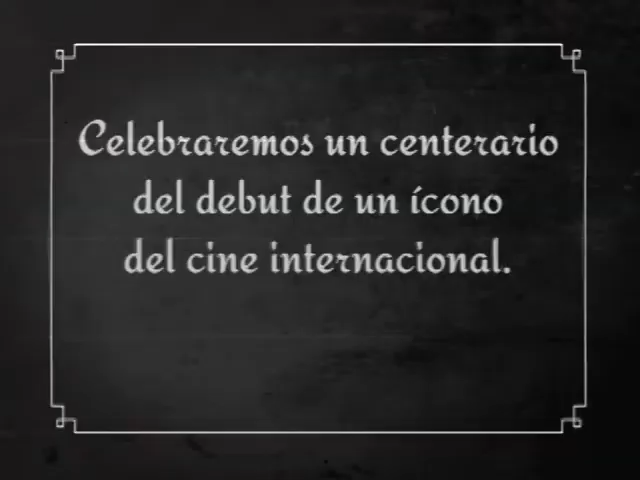 Celebraremos un centerario
del debut de un ícono
del cine internacional.